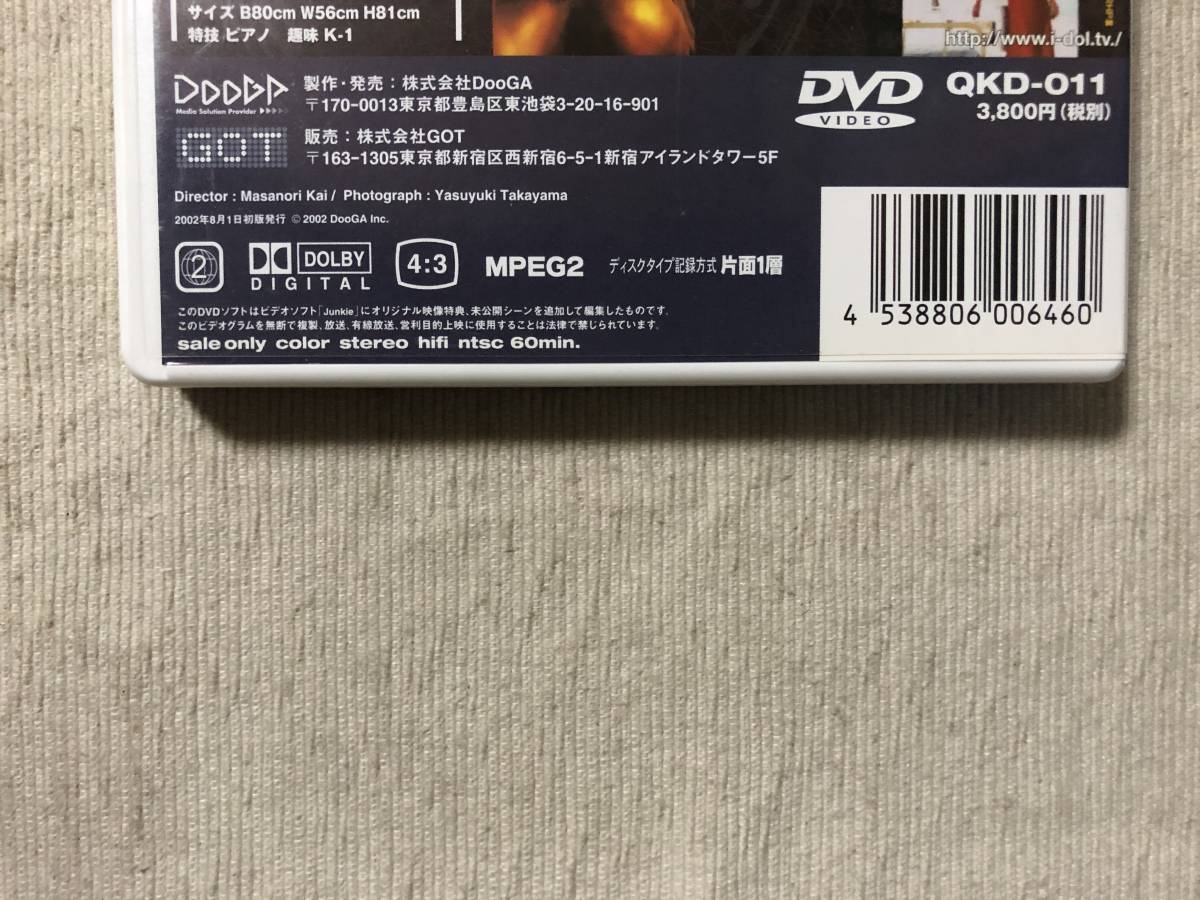 サイズ B80cm W56cm H81cm
特技 ピアノ 趣味 K-1
http://www.i-dol.tv./
DOOGA
Media Solution Provider
製作・発売:株式会社DooGA
〒170-0013東京都豊島区東池袋3-20-16-901
GOT
販売:株式会社GOT
〒163-1305東京都新宿区西新宿6-5-1新宿アイランドタワー5F
DVD
VIDEO
QKD-011
3,800円(税別)
Director : Masanori Kai / Photograph : Yasuyuki Takayama
2002年8月1日初版発行 © 2002 DooGA Inc.
2
DOLBY
DIGITAL
4:3
MPEG2
ディスクタイプ記録方式 片面1層
このDVDソフトはビデオソフト「Junkie」にオリジナル映像特典、未公開シーンを追加して編集したものです。
このビデオグラムを無断で複製、放送、有線放送、営利目的上映に使用することは法律で禁じられています。
sale only color stereo hifi ntsc 60min.
4 538806 006460